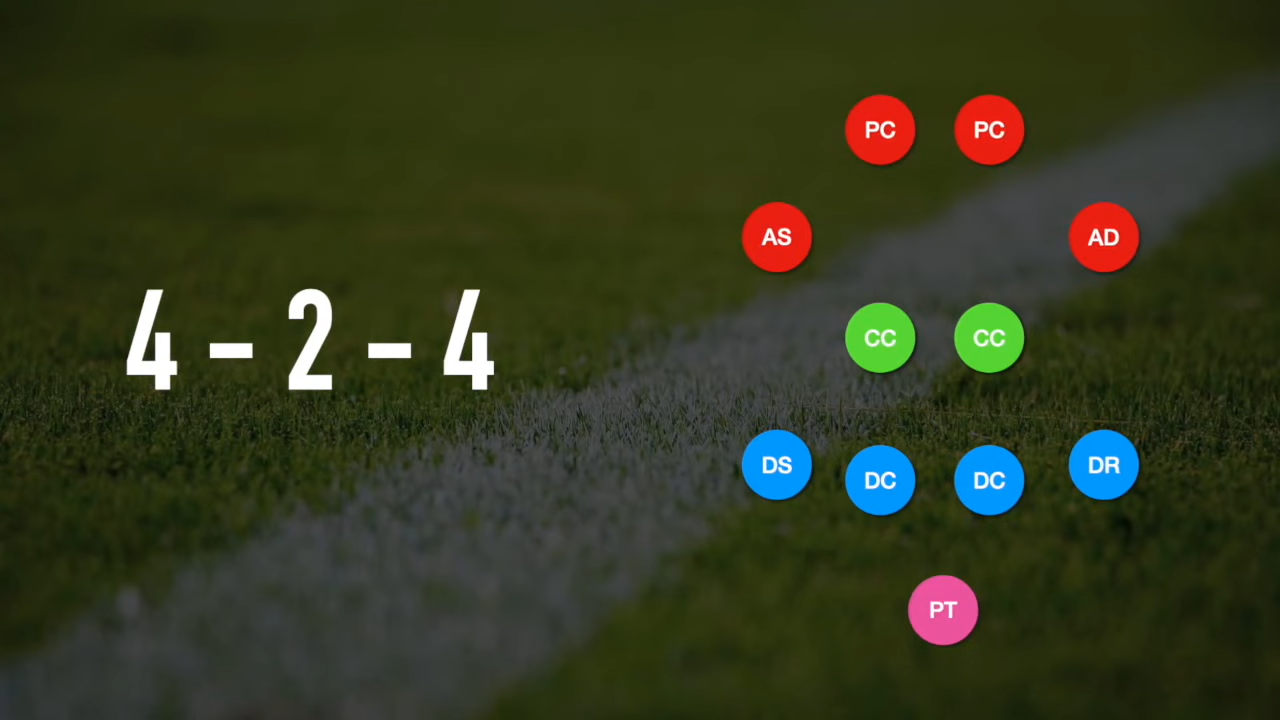 4 – 2 – 4
PC PC
AS AD
CC CC
DS DC DC DR
PT